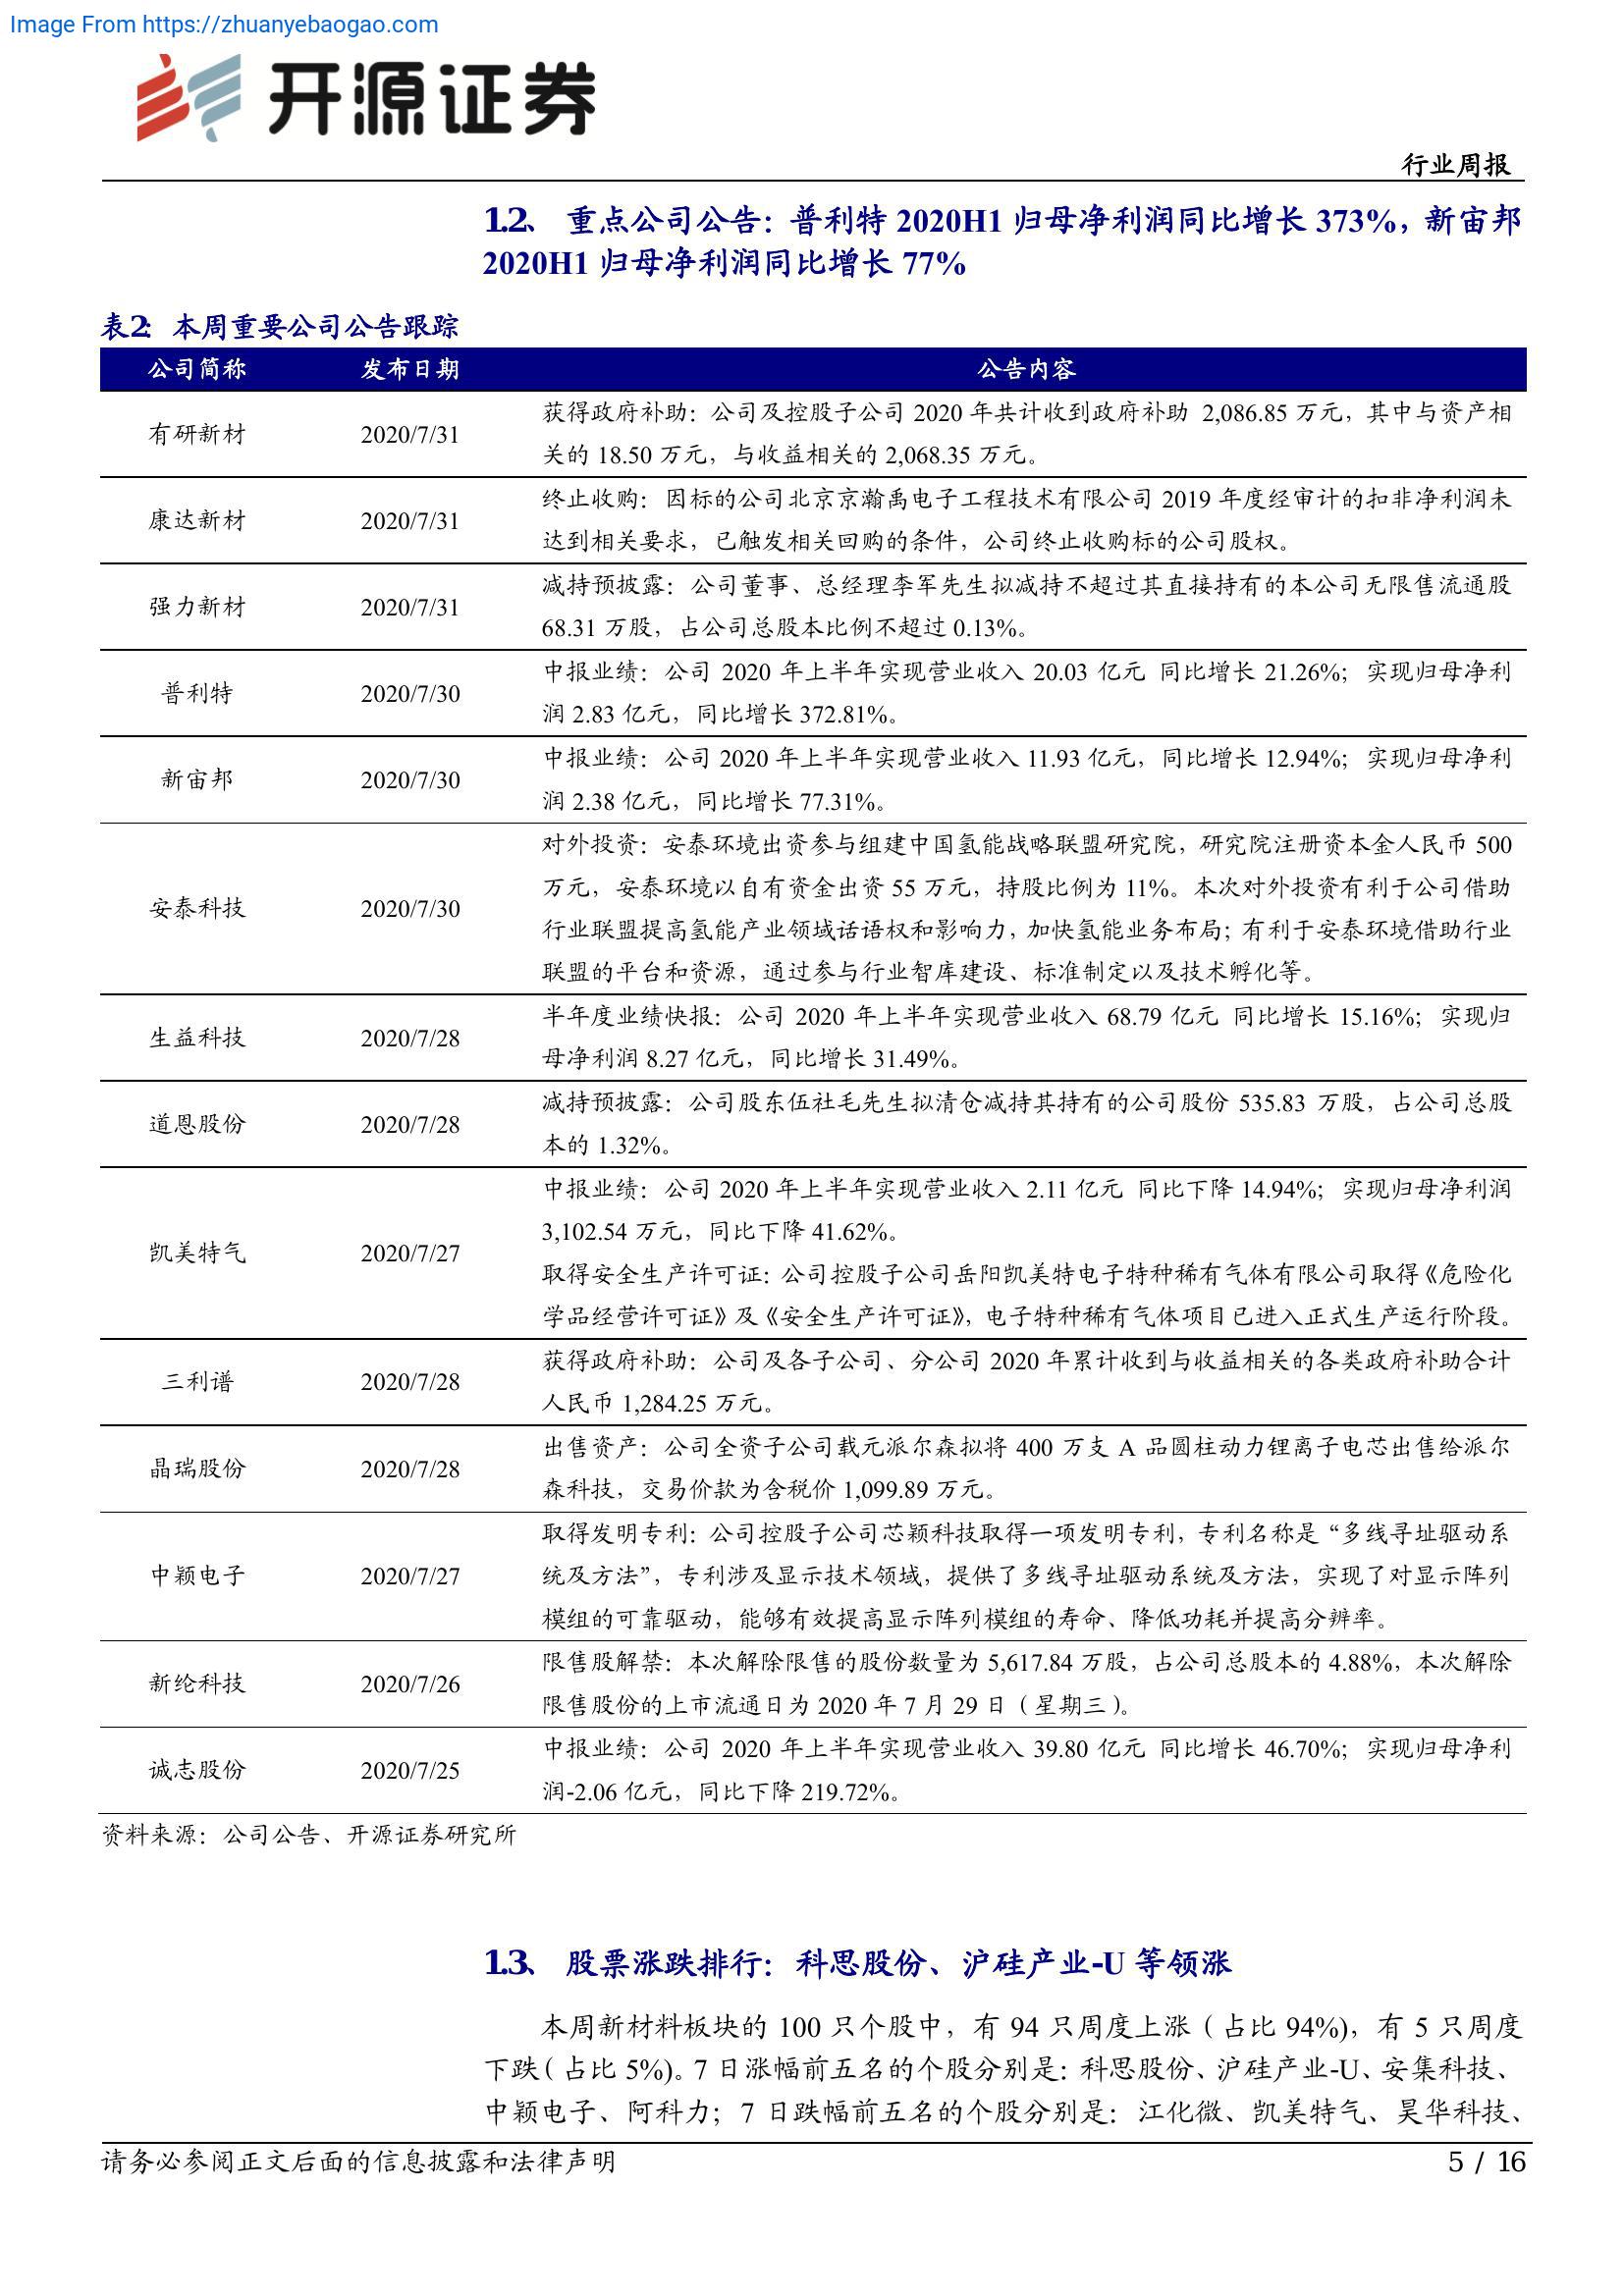 Image From https://zhuanyebaogao.com
开源证券
行业周报
1.2、 重点公司公告：普利特 2020H1 归母净利润同比增长 373%，新宙邦
2020H1 归母净利润同比增长 77%
表2： 本周重要公司公告跟踪
公司简称 发布日期 公告内容
有研新材 2020/7/31 获得政府补助：公司及控股子公司 2020 年共计收到政府补助 2,086.85 万元，其中与资产相
关的 18.50 万元，与收益相关的 2,068.35 万元。
康达新材 2020/7/31 终止收购：因标的公司北京京瀚禹电子工程技术有限公司 2019 年度经审计的扣非净利润未
达到相关要求，已触发相关回购的条件，公司终止收购标的公司股权。
强力新材 2020/7/31 减持预披露：公司董事、总经理李军先生拟减持不超过其直接持有的本公司无限售流通股
68.31 万股，占公司总股本比例不超过 0.13%。
普利特 2020/7/30 中报业绩：公司 2020 年上半年实现营业收入 20.03 亿元 同比增长 21.26%；实现归母净利
润 2.83 亿元，同比增长 372.81%。
新宙邦 2020/7/30 中报业绩：公司 2020 年上半年实现营业收入 11.93 亿元，同比增长 12.94%；实现归母净利
润 2.38 亿元，同比增长 77.31%。
安泰科技 2020/7/30 对外投资：安泰环境出资参与组建中国氢能战略联盟研究院，研究院注册资本金人民币 500
万元，安泰环境以自有资金出资 55 万元，持股比例为 11%。本次对外投资有利于公司借助
行业联盟提高氢能产业领域话语权和影响力，加快氢能业务布局；有利于安泰环境借助行业
联盟的平台和资源，通过参与行业智库建设、标准制定以及技术孵化等。
生益科技 2020/7/28 半年度业绩快报：公司 2020 年上半年实现营业收入 68.79 亿元 同比增长 15.16%；实现归
母净利润 8.27 亿元，同比增长 31.49%。
道恩股份 2020/7/28 减持预披露：公司股东伍社毛先生拟清仓减持其持有的公司股份 535.83 万股，占公司总股
本的 1.32%。
凯美特气 2020/7/27 中报业绩：公司 2020 年上半年实现营业收入 2.11 亿元 同比下降 14.94%；实现归母净利润
3,102.54 万元，同比下降 41.62%。
取得安全生产许可证：公司控股子公司岳阳凯美特电子特种稀有气体有限公司取得《危险化
学品经营许可证》及《安全生产许可证》，电子特种稀有气体项目已进入正式生产运行阶段。
三利谱 2020/7/28 获得政府补助：公司及各子公司、分公司 2020 年累计收到与收益相关的各类政府补助合计
人民币 1,284.25 万元。
晶瑞股份 2020/7/28 出售资产：公司全资子公司载元派尔森拟将 400 万支 A 品圆柱动力锂离子电芯出售给派尔
森科技，交易价款为含税价 1,099.89 万元。
中颖电子 2020/7/27 取得发明专利：公司控股子公司芯颖科技取得一项发明专利，专利名称是“多线寻址驱动系
统及方法”，专利涉及显示技术领域，提供了多线寻址驱动系统及方法，实现了对显示阵列
模组的可靠驱动，能够有效提高显示阵列模组的寿命、降低功耗并提高分辨率。
新纶科技 2020/7/26 限售股解禁：本次解除限售的股份数量为 5,617.84 万股，占公司总股本的 4.88%，本次解除
限售股份的上市流通日为 2020 年 7 月 29 日（星期三）。
诚志股份 2020/7/25 中报业绩：公司 2020 年上半年实现营业收入 39.80 亿元 同比增长 46.70%；实现归母净利
润-2.06 亿元，同比下降 219.72%。
资料来源：公司公告、开源证券研究所
1.3、 股票涨跌排行：科思股份、沪硅产业-U 等领涨
本周新材料板块的 100 只个股中，有 94 只周度上涨（占比 94%），有 5 只周度
下跌（占比 5%）。7 日涨幅前五名的个股分别是：科思股份、沪硅产业-U、安集科技、
中颖电子、阿科力；7 日跌幅前五名的个股分别是：江化微、凯美特气、昊华科技、
请务必参阅正文后面的信息披露和法律声明 5 / 16